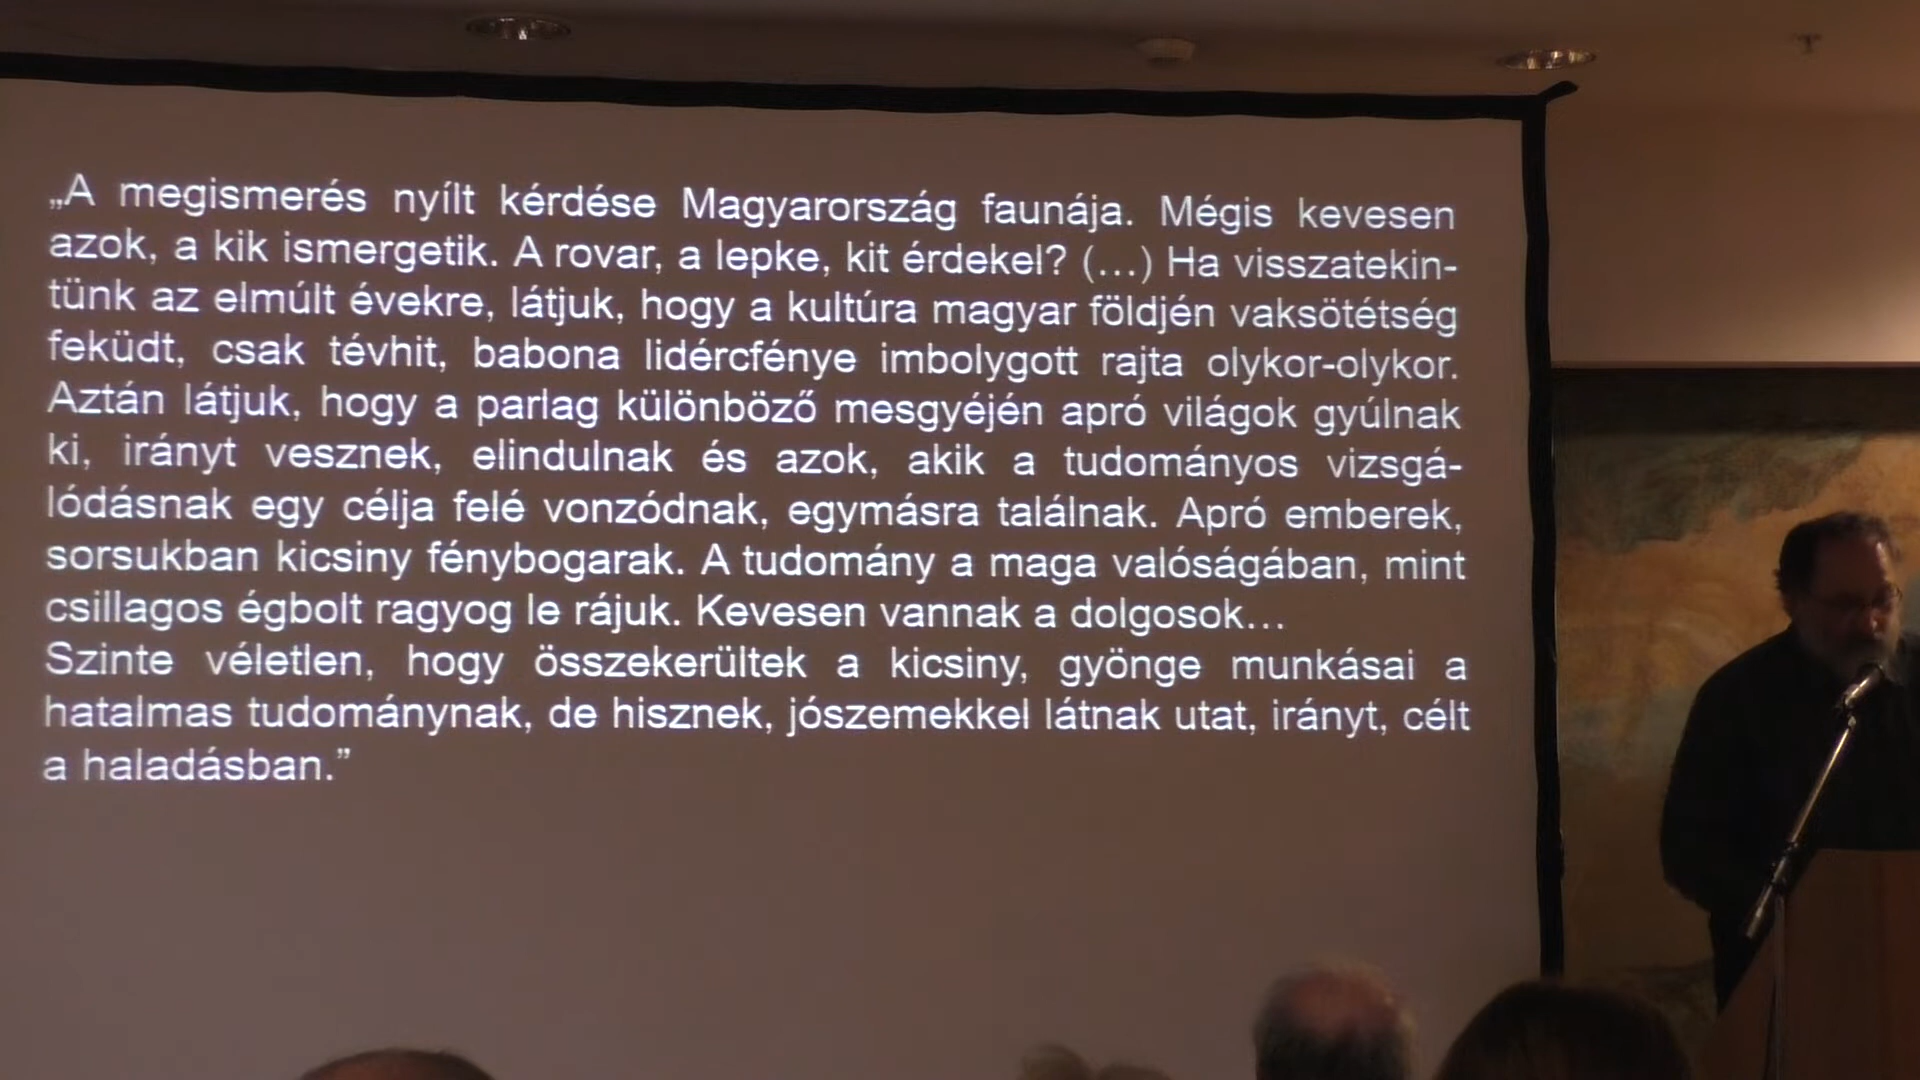 „A megismerés nyílt kérdése Magyarország faunája. Mégis kevesen
azok, a kik ismergetik. A rovar, a lepke, kit érdekel? (…) Ha visszatekin-
tünk az elmúlt évekre, látjuk, hogy a kultúra magyar földjén vaksötétség
feküdt, csak tévhit, babona lidércfénye imbolygott rajta olykor-olykor.
Aztán látjuk, hogy a parlag különböző mesgyéjén apró világok gyúlnak
ki, irányt vesznek, elindulnak és azok, akik a tudományos vizsgá-
lódásnak egy célja felé vonzódnak, egymásra találnak. Apró emberek,
sorsukban kicsiny fénybogarak. A tudomány a maga valóságában, mint
csillagos égbolt ragyog le rájuk. Kevesen vannak a dolgosok…
Szinte véletlen, hogy összekerültek a kicsiny, gyönge munkásai a
hatalmas tudománynak, de hisznek, jószemekkel látnak utat, irányt, célt
a haladásban.”